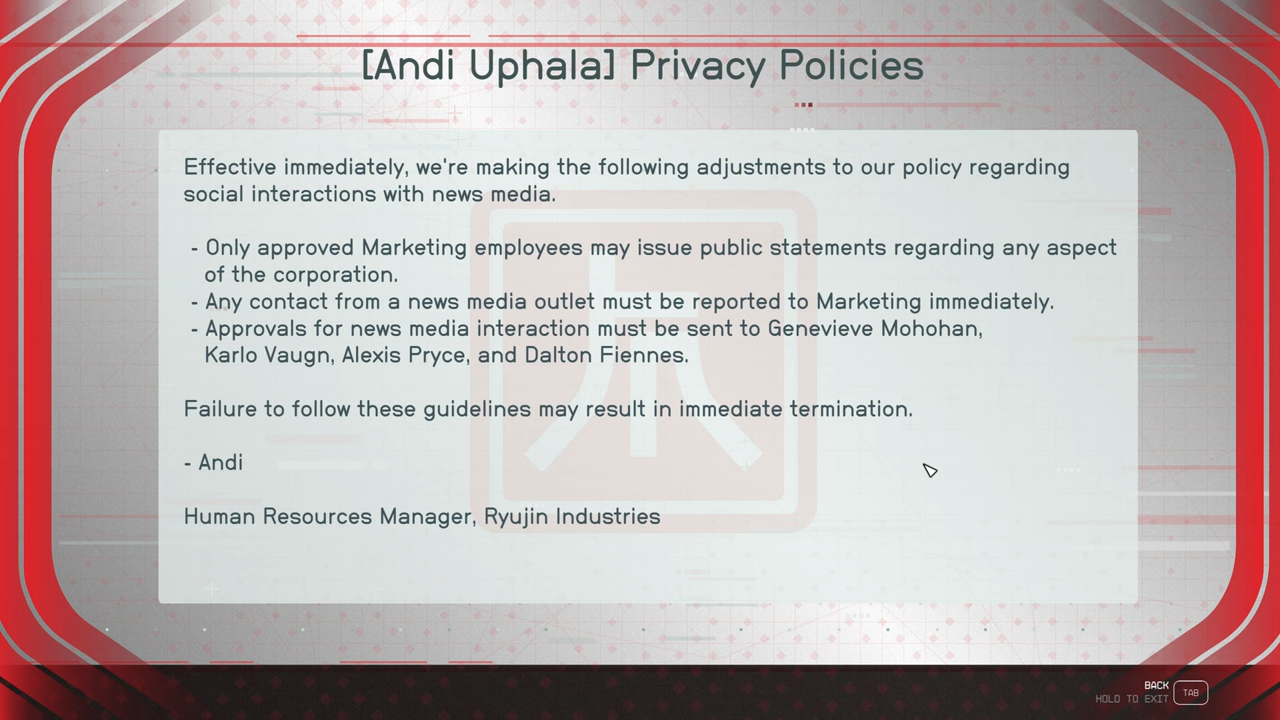 [Andi Uphala] Privacy Policies
Effective immediately, we're making the following adjustments to our policy regarding
social interactions with news media.
- Only approved Marketing employees may issue public statements regarding any aspect
of the corporation.
- Any contact from a news media outlet must be reported to Marketing immediately.
- Approvals for news media interaction must be sent to Genevieve Mohohan,
Karlo Vaugn, Alexis Pryce, and Dalton Fiennes.
Failure to follow these guidelines may result in immediate termination.
- Andi
Human Resources Manager, Ryujin Industries
BACK
HOLD TO EXIT TAB